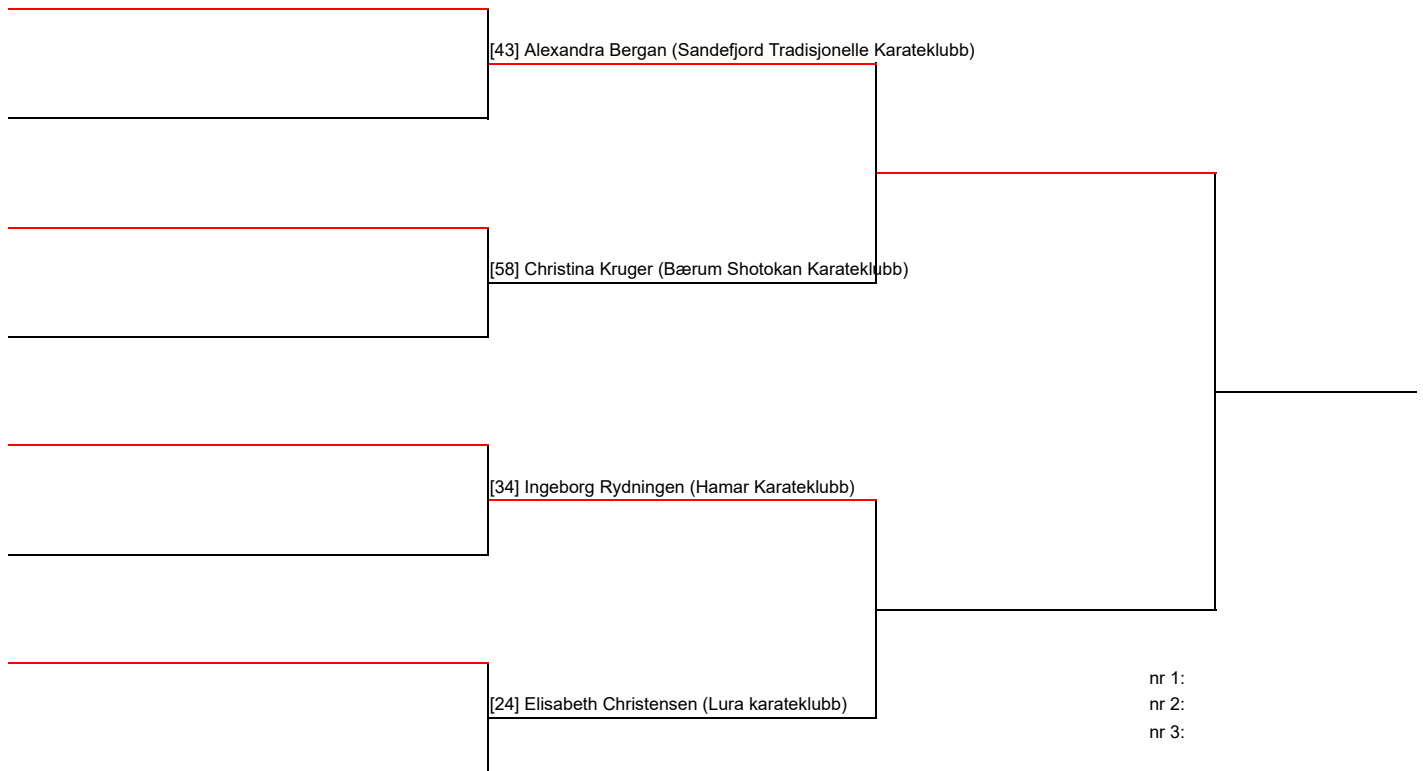 [43] Alexandra Bergan (Sandefjord Tradisjonelle Karateklubb)
[58] Christina Kruger (Bærum Shotokan Karateklubb)
[34] Ingeborg Rydningen (Hamar Karateklubb)
[24] Elisabeth Christensen (Lura karateklubb)
nr 1:
nr 2:
nr 3: